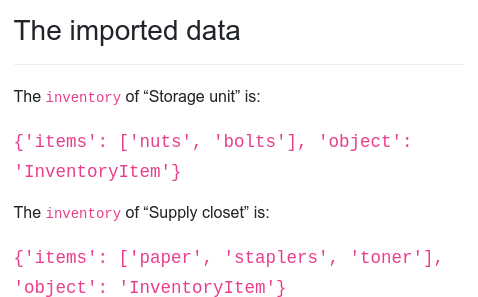 The imported data
The inventory of “Storage unit” is:
{'items': ['nuts', 'bolts'], 'object':
'InventoryItem'}
The inventory of “Supply closet” is:
{'items': ['paper', 'staplers', 'toner'],
'object': 'InventoryItem'}